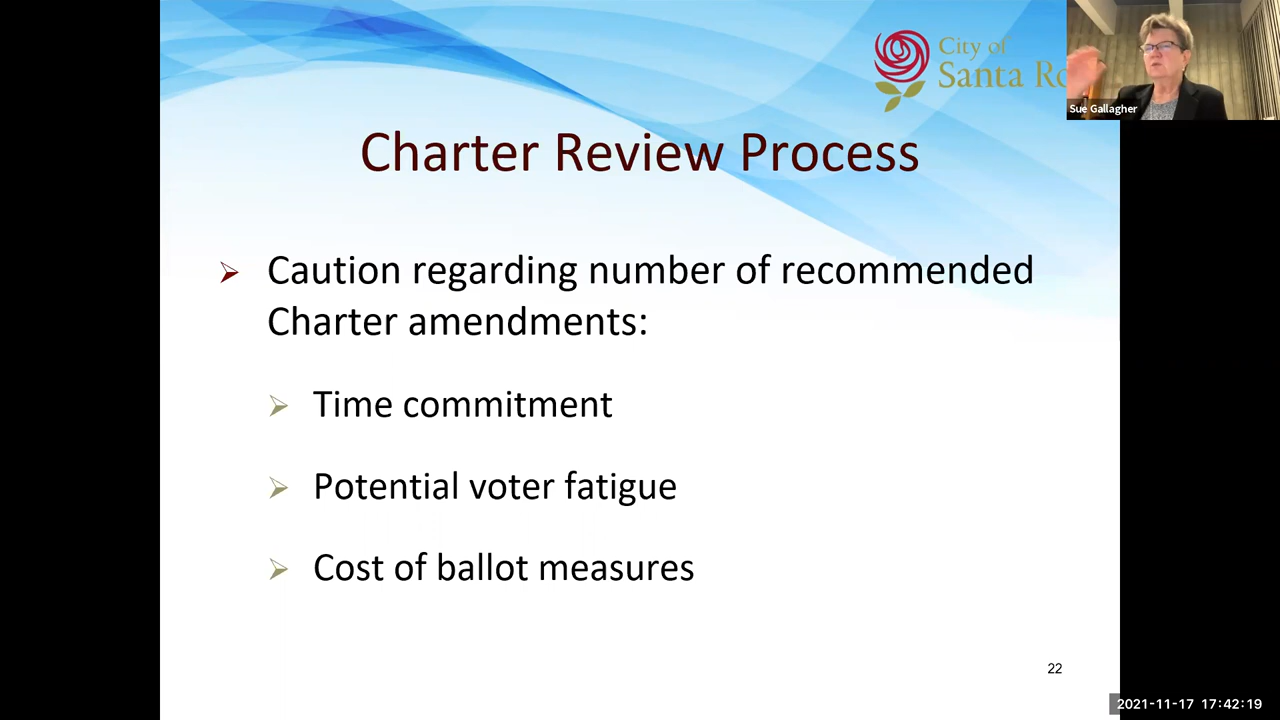 City of
Santa Ro
Sue Gallagher
Charter Review Process
Caution regarding number of recommended
Charter amendments:
Time commitment
Potential voter fatigue
Cost of ballot measures
22
2021-11-17 17:42:19